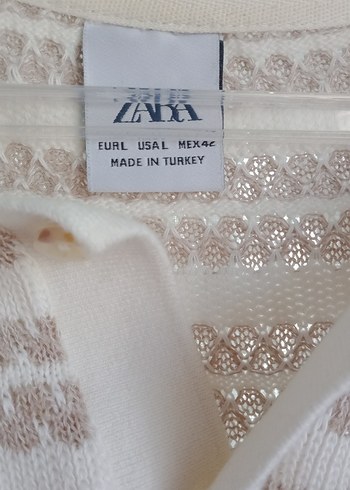 ZARA
EUR L USA L MEX 42
MADE IN TURKEY